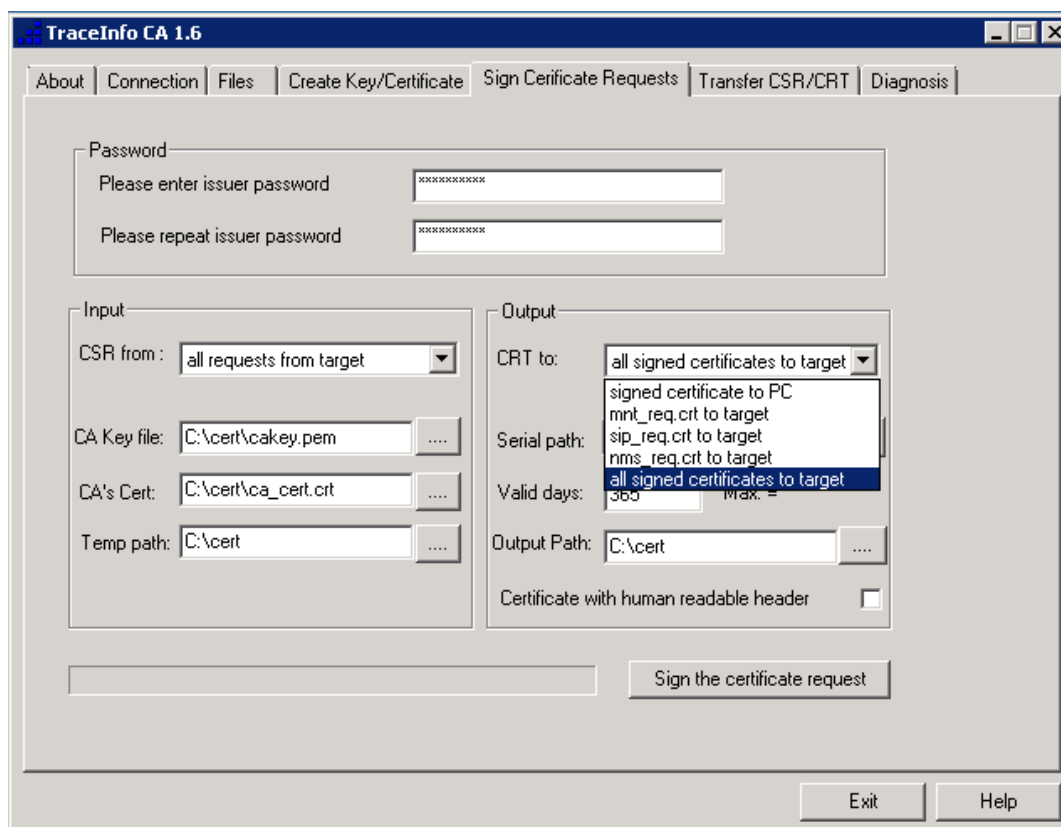 TraceInfo CA 1.6
About Connection Files Create Key/Certificate Sign Cerificate Requests Transfer CSR/CRT Diagnosis
Password
Please enter issuer password **********
Please repeat issuer password **********
Input
CSR from : all requests from target
CA Key file: C:\cert\cakey.pem ....
CA's Cert: C:\cert\ca_cert.crt ....
Temp path: C:\cert ....
Output
CRT to: all signed certificates to target
signed certificate to PC
mnt_req.crt to target
sip_req.crt to target
nms_req.crt to target
all signed certificates to target
Serial path:
Valid days: 365 Max. =
Output Path: C:\cert ....
Certificate with human readable header
Sign the certificate request
Exit Help